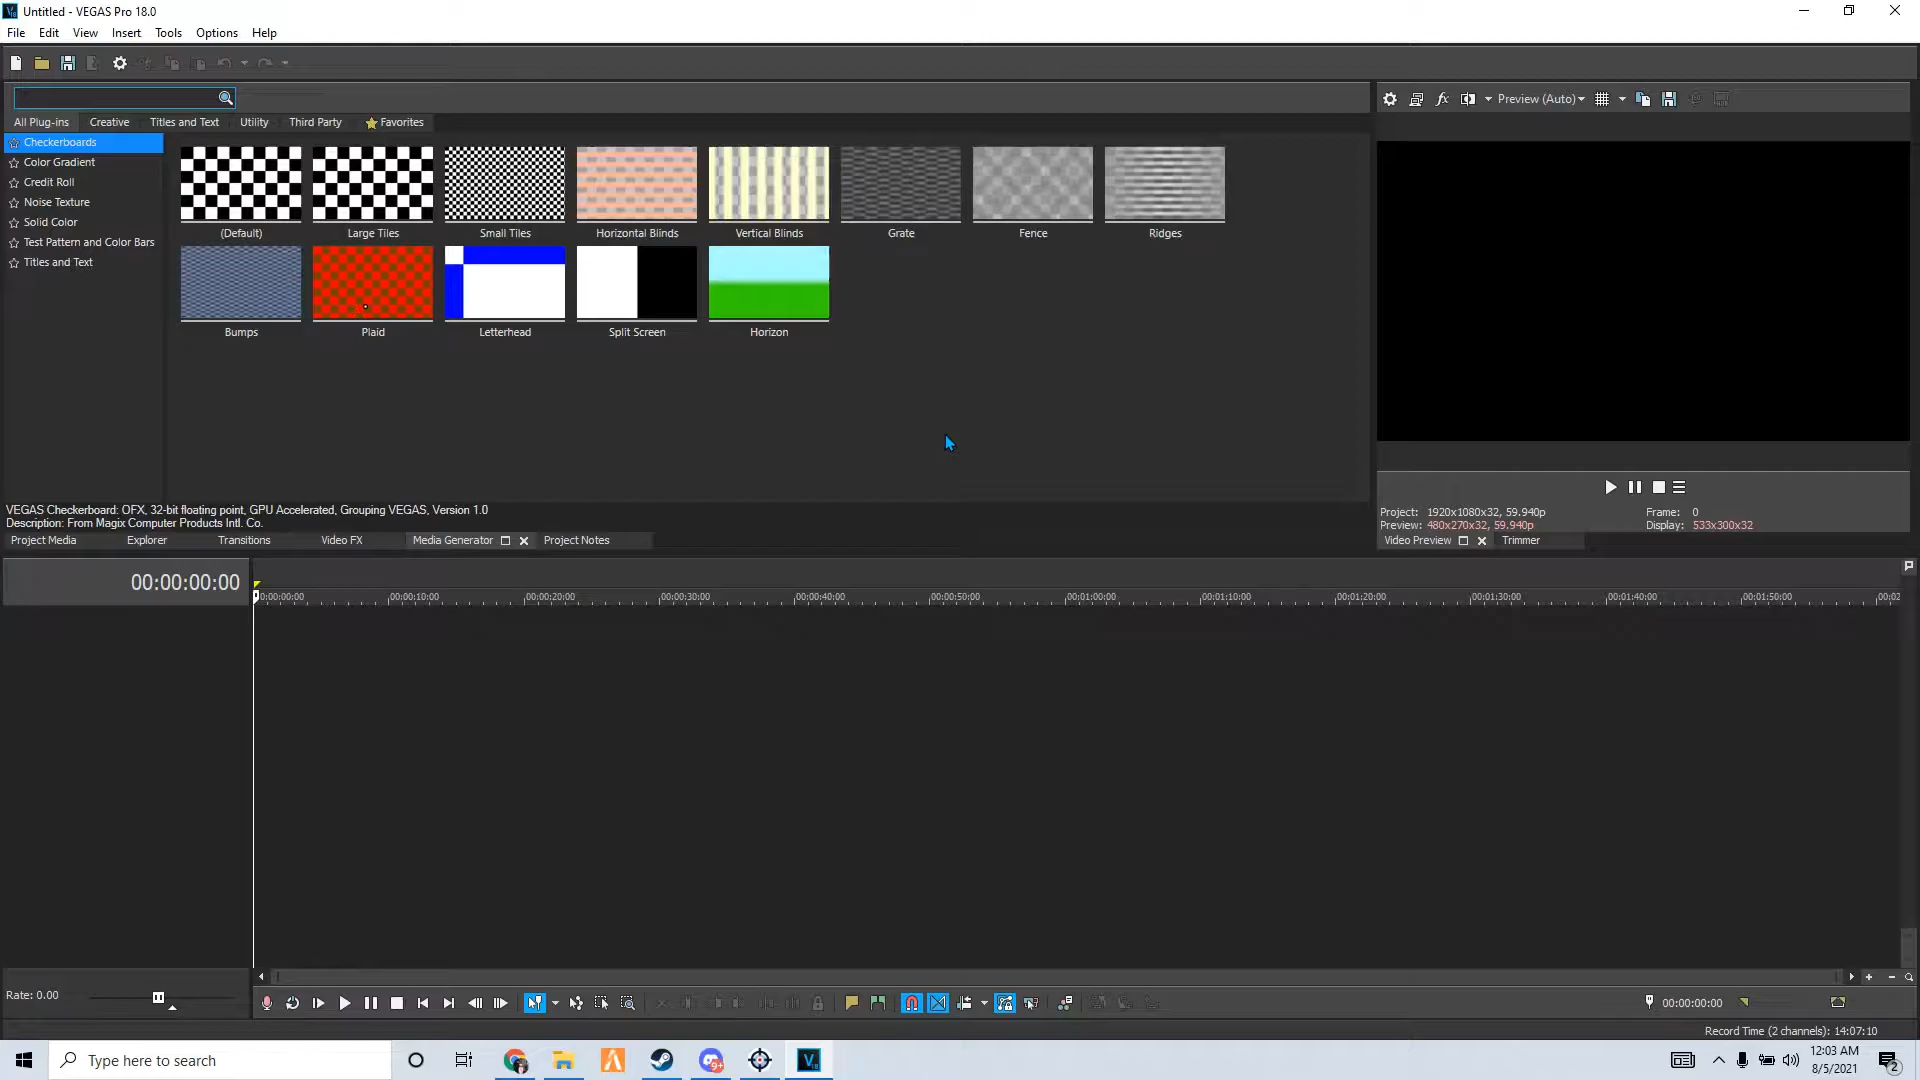 Untitled - VEGAS Pro 18.0
File Edit View Insert Tools Options Help
Preview (Auto)
All Plug-ins Creative Titles and Text Utility Third Party Favorites
Checkerboards
Color Gradient
Credit Roll
Noise Texture
Solid Color
Test Pattern and Color Bars
Titles and Text
(Default) Large Tiles Small Tiles Horizontal Blinds Vertical Blinds Grate Fence Ridges
Bumps Plaid Letterhead Split Screen Horizon
VEGAS Checkerboard: OFX, 32-bit floating point, GPU Accelerated, Grouping VEGAS, Version 1.0
Description: From Magix Computer Products Intl. Co.
Project Media Explorer Transitions Video FX Media Generator Project Notes
Project: 1920x1080x32, 59.940p Frame: 0
Preview: 480x270x32, 59.940p Display: 533x300x32
Video Preview Trimmer
00:00:00:00
00:00:00:00 00:00:10:00 00:00:20:00 00:00:30:00 00:00:40:00 00:00:50:00 00:01:00:00 00:01:10:00 00:01:20:00 00:01:30:00 00:01:40:00 00:01:50:00 00:02
Rate: 0.00
00:00:00:00
Record Time (2 channels): 14:07:10
Type here to search
9+
V
18
12:03 AM
8/5/2021
2